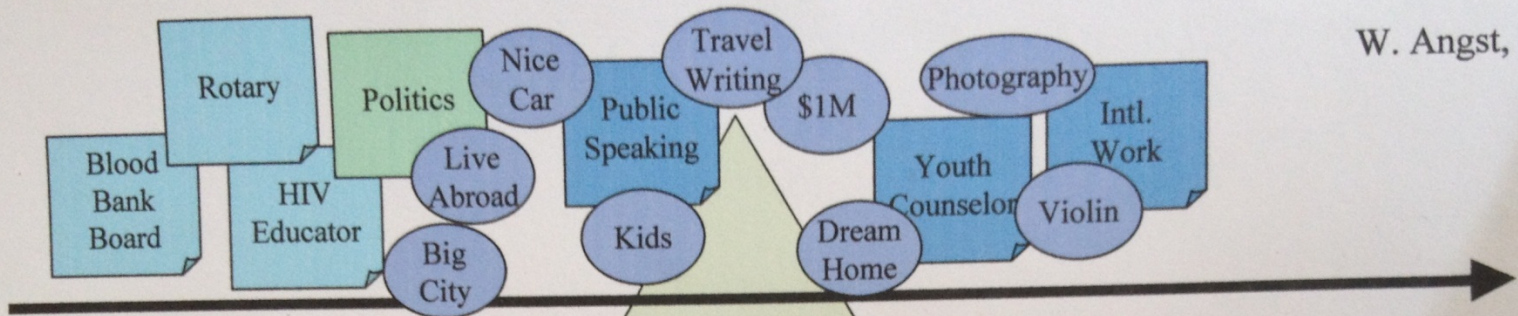 Rotary
Politics
Nice
Car
Public
Speaking
Travel
Writing
$1M
Photography
Intl.
Work
W. Angst,
Blood
Bank
Board
HIV
Educator
Live
Abroad
Big
City
Kids
Dream
Home
Youth
Counselor
Violin